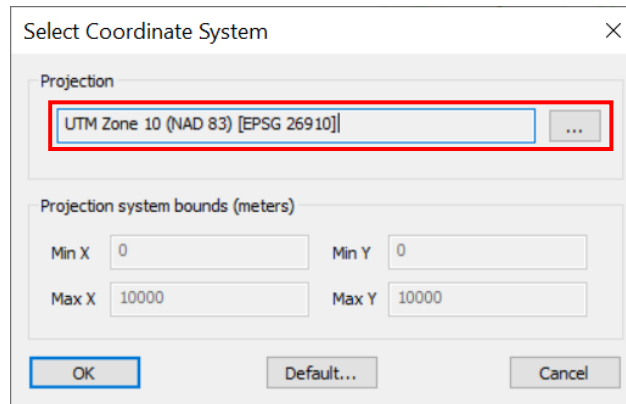 Select Coordinate System
Projection
UTM Zone 10 (NAD 83) [EPSG 26910]
...
Projection system bounds (meters)
Min X 0 Min Y 0
Max X 10000 Max Y 10000
OK Default... Cancel